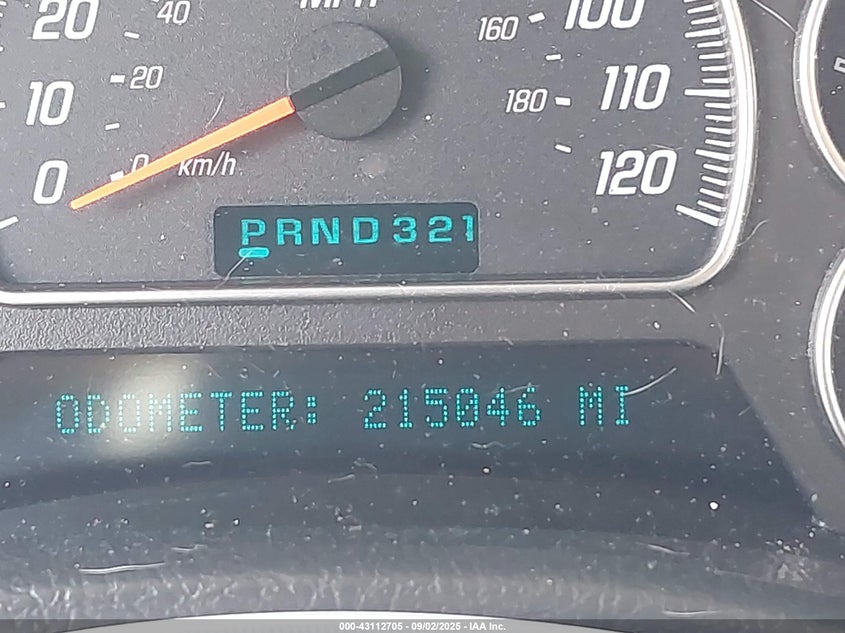 20 40 MPH 160 100
10 20 180 110
0 0 km/h 120
PRND321
ODOMETER: 215046 MI
000-43112705 - 09/02/2025 - IAA Inc.